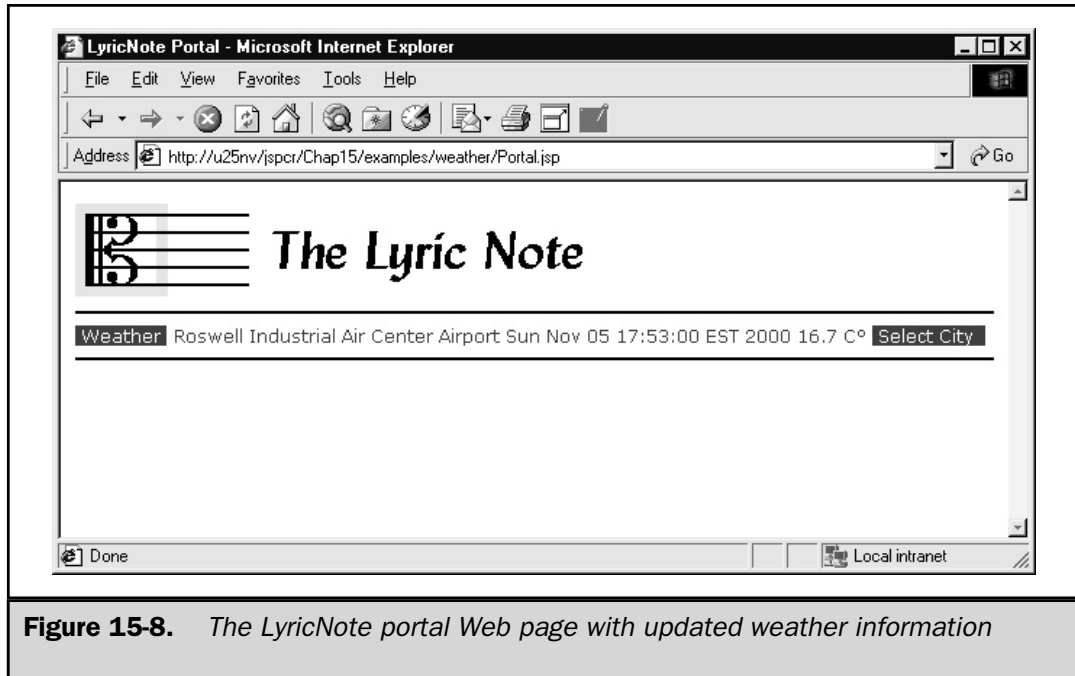 LyricNote Portal - Microsoft Internet Explorer
File Edit View Favorites Tools Help
Address http://u25nv/jspcr/Chap15/examples/weather/Portal.jsp Go
The Lyric Note
Weather Roswell Industrial Air Center Airport Sun Nov 05 17:53:00 EST 2000 16.7 Cº Select City
Done Local intranet
Figure 15-8. The LyricNote portal Web page with updated weather information